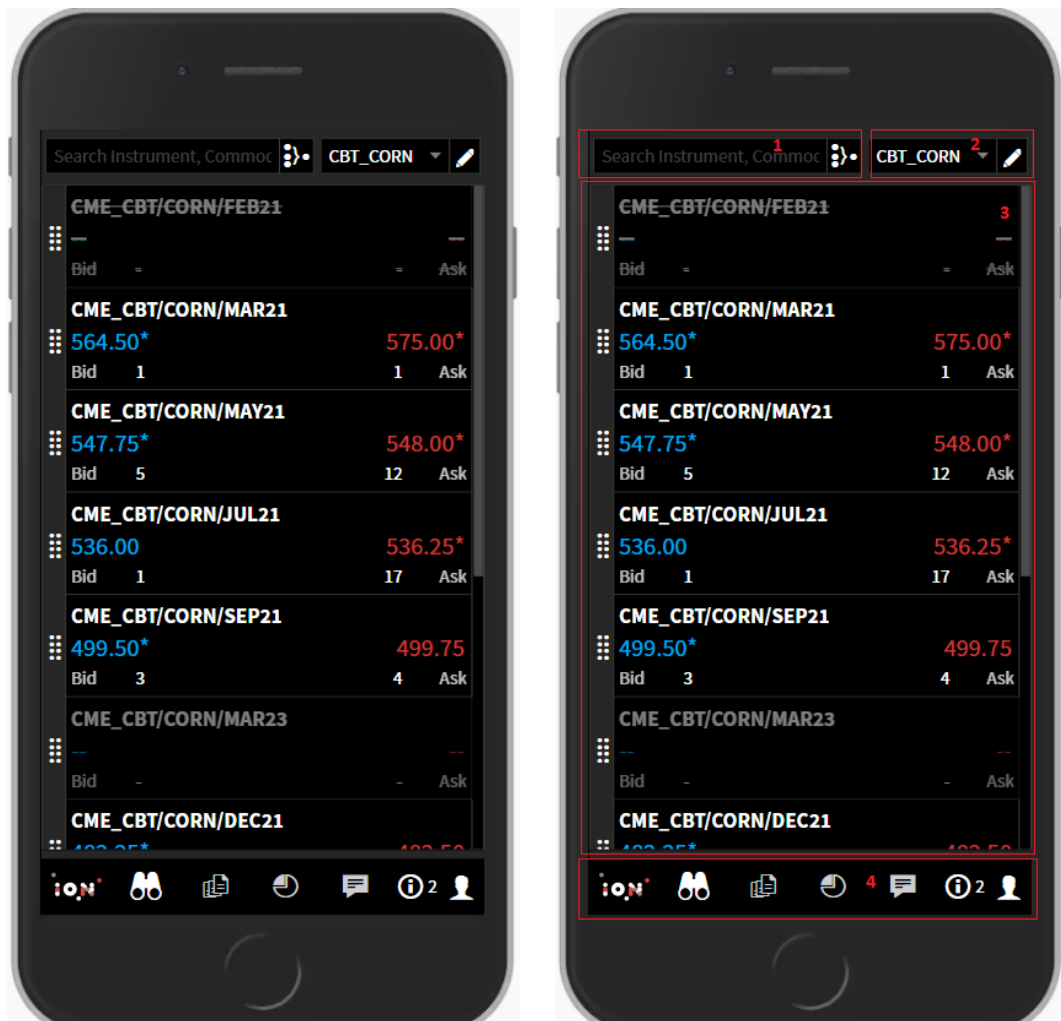 Search Instrument, Commoc CBT_CORN
CME_CBT/CORN/FEB21
-- --
Bid - - Ask
CME_CBT/CORN/MAR21
564.50* 575.00*
Bid 1 1 Ask
CME_CBT/CORN/MAY21
547.75* 548.00*
Bid 5 12 Ask
CME_CBT/CORN/JUL21
536.00 536.25*
Bid 1 17 Ask
CME_CBT/CORN/SEP21
499.50* 499.75
Bid 3 4 Ask
CME_CBT/CORN/MAR23
-- --
Bid - - Ask
CME_CBT/CORN/DEC21
ION 2
Search Instrument, Commoc 1 CBT_CORN 2
CME_CBT/CORN/FEB21
3
-- --
Bid - - Ask
CME_CBT/CORN/MAR21
564.50* 575.00*
Bid 1 1 Ask
CME_CBT/CORN/MAY21
547.75* 548.00*
Bid 5 12 Ask
CME_CBT/CORN/JUL21
536.00 536.25*
Bid 1 17 Ask
CME_CBT/CORN/SEP21
499.50* 499.75
Bid 3 4 Ask
CME_CBT/CORN/MAR23
-- --
Bid - - Ask
CME_CBT/CORN/DEC21
ION 4 2